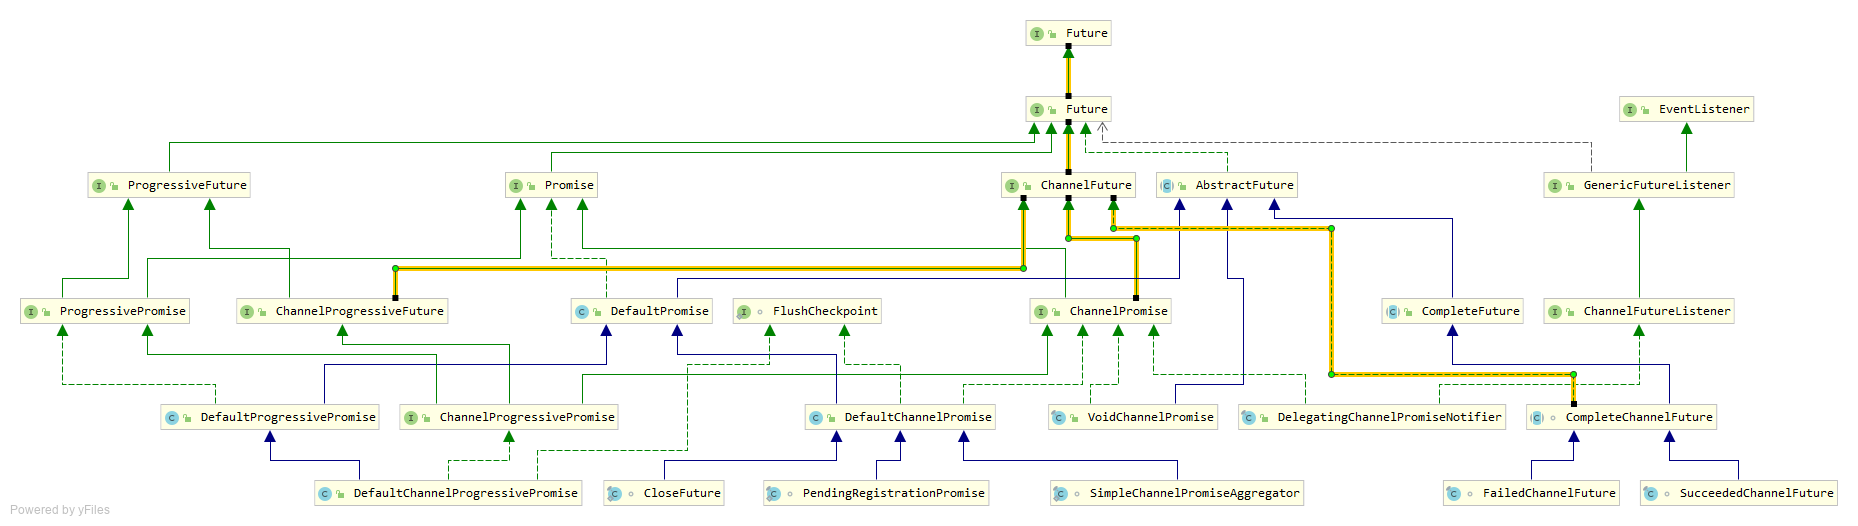 Future
Future
EventListener
ProgressiveFuture
Promise
ChannelFuture
AbstractFuture
GenericFutureListener
ProgressivePromise
ChannelProgressiveFuture
DefaultPromise
FlushCheckpoint
ChannelPromise
CompleteFuture
ChannelFutureListener
DefaultProgressivePromise
ChannelProgressivePromise
DefaultChannelPromise
VoidChannelPromise
DelegatingChannelPromiseNotifier
CompleteChannelFuture
DefaultChannelProgressivePromise
CloseFuture
PendingRegistrationPromise
SimpleChannelPromiseAggregator
FailedChannelFuture
SucceededChannelFuture
Powered by yFiles